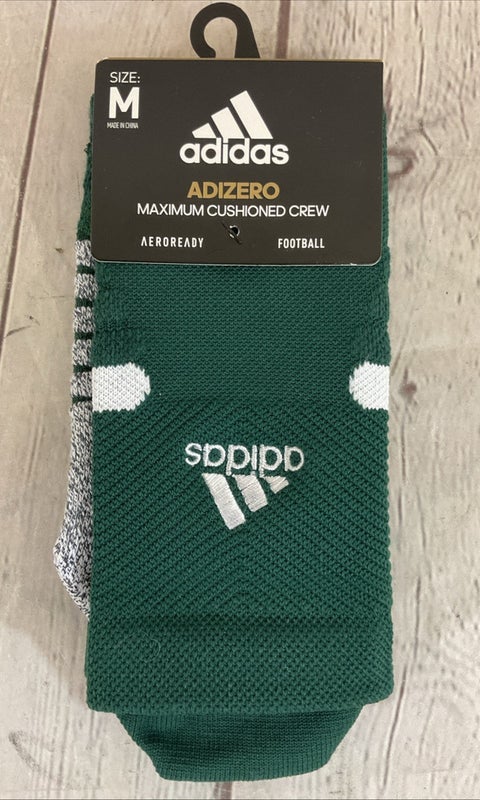 SIZE:
M
MADE IN CHINA
adidas
ADIZERO
MAXIMUM CUSHIONED CREW
AEROREADY FOOTBALL
adidas